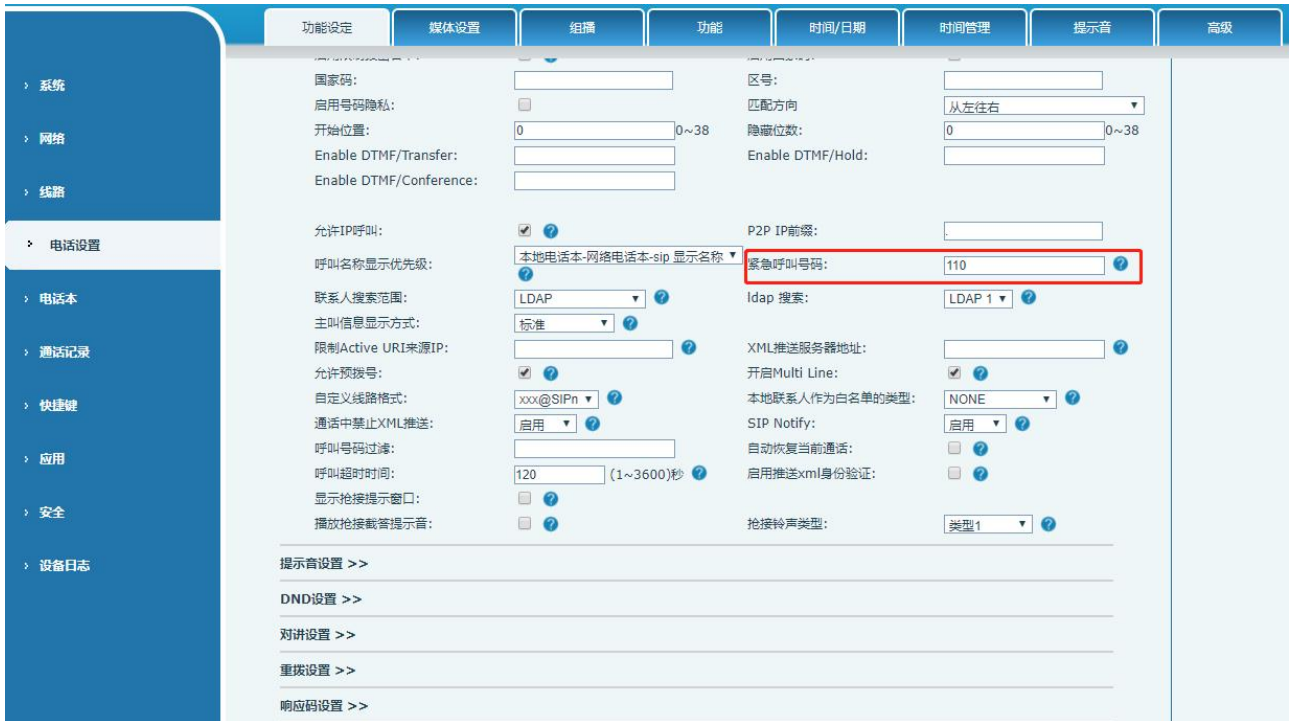 功能设定 媒体设置 组播 功能 时间/日期 时间管理 提示音 高级
系统
网络
线路
电话设置
电话本
通话记录
快捷键
应用
安全
设备日志
国家码: 区号:
启用号码隐私: 匹配方向 从左往右
开始位置: 0 0~38 隐藏位数: 0 0~38
Enable DTMF/Transfer: Enable DTMF/Hold:
Enable DTMF/Conference:
允许IP呼叫: P2P IP前缀: .
呼叫名称显示优先级: 本地电话本-网络电话本-sip 显示名称 紧急呼叫号码: 110
联系人搜索范围: LDAP ldap 搜索: LDAP 1
主叫信息显示方式: 标准
限制Active URI来源IP: XML推送服务器地址:
允许预拨号: 开启Multi Line:
自定义线路格式: xxx@SIPn 本地联系人作为白名单的类型: NONE
通话中禁止XML推送: 启用 SIP Notify: 启用
呼叫号码过滤: 自动恢复当前通话:
呼叫超时时间: 120 (1~3600)秒 启用推送xml身份验证:
显示抢接提示窗口:
播放抢接截答提示音: 抢接铃声类型: 类型1
提示音设置 >>
DND设置 >>
对讲设置 >>
重拨设置 >>
响应码设置 >>